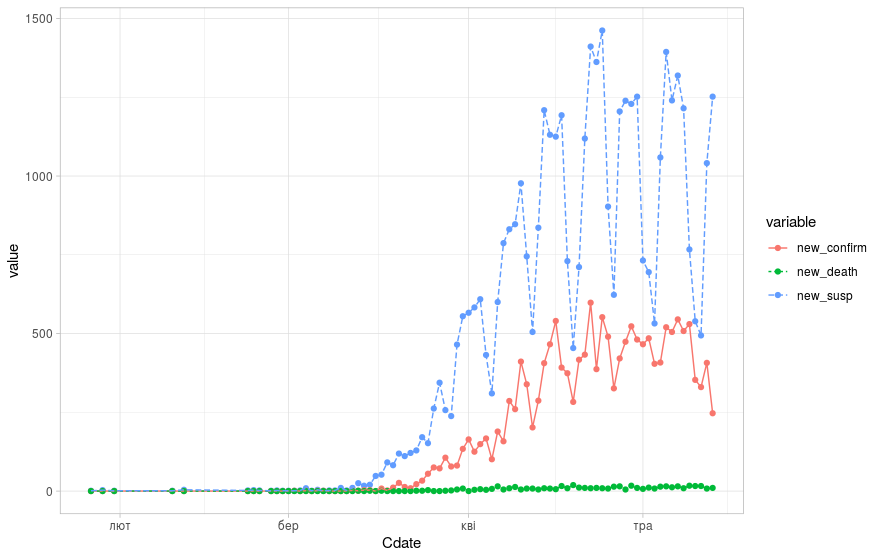 1500
1000
500
0
value
лют
бер
кві
тра
Cdate
variable
new_confirm
new_death
new_susp